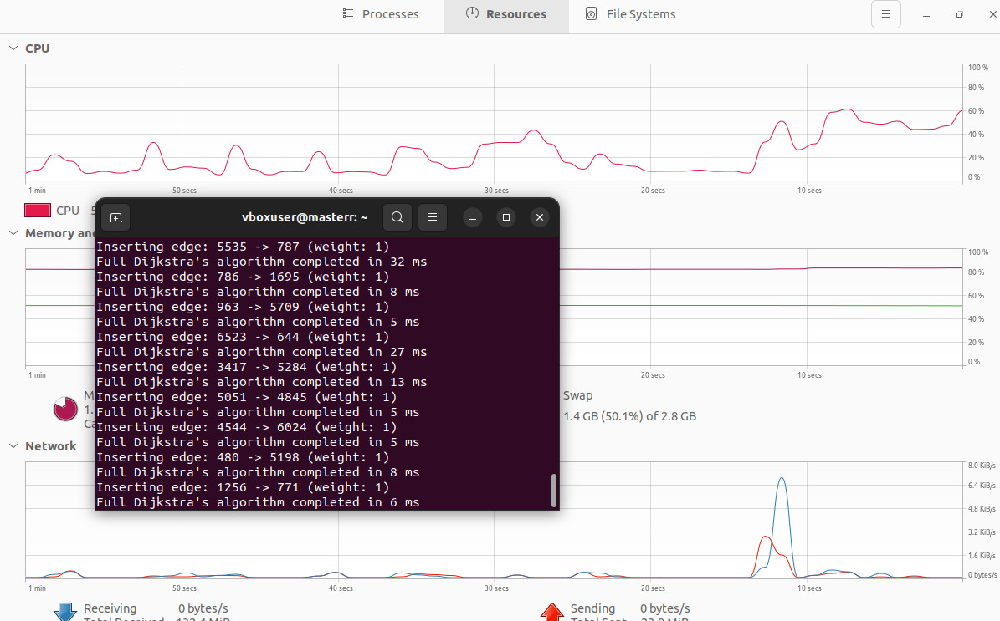 Processes
Resources
File Systems
CPU
100 %
80 %
60 %
40 %
20 %
0 %
1 min
50 secs
40 secs
30 secs
20 secs
10 secs
CPU
vboxuser@masterr: ~
Memory an
Inserting edge: 5535 -> 787 (weight: 1)
Full Dijkstra's algorithm completed in 32 ms
Inserting edge: 786 -> 1695 (weight: 1)
Full Dijkstra's algorithm completed in 8 ms
Inserting edge: 963 -> 5709 (weight: 1)
Full Dijkstra's algorithm completed in 5 ms
Inserting edge: 6523 -> 644 (weight: 1)
Full Dijkstra's algorithm completed in 27 ms
Inserting edge: 3417 -> 5284 (weight: 1)
Full Dijkstra's algorithm completed in 13 ms
Inserting edge: 5051 -> 4845 (weight: 1)
Full Dijkstra's algorithm completed in 5 ms
Inserting edge: 4544 -> 6024 (weight: 1)
Full Dijkstra's algorithm completed in 5 ms
Inserting edge: 480 -> 5198 (weight: 1)
Full Dijkstra's algorithm completed in 8 ms
Inserting edge: 1256 -> 771 (weight: 1)
Full Dijkstra's algorithm completed in 6 ms
100 %
80 %
60 %
40 %
20 %
0 %
1 min
20 secs
10 secs
M
1.
Ca
Swap
1.4 GB (50.1%) of 2.8 GB
Network
8.0 KiB/s
6.4 KiB/s
4.8 KiB/s
3.2 KiB/s
1.6 KiB/s
0 bytes/s
1 min
50 secs
40 secs
30 secs
20 secs
10 secs
Receiving 0 bytes/s
Total Received
Sending 0 bytes/s
Total Sent